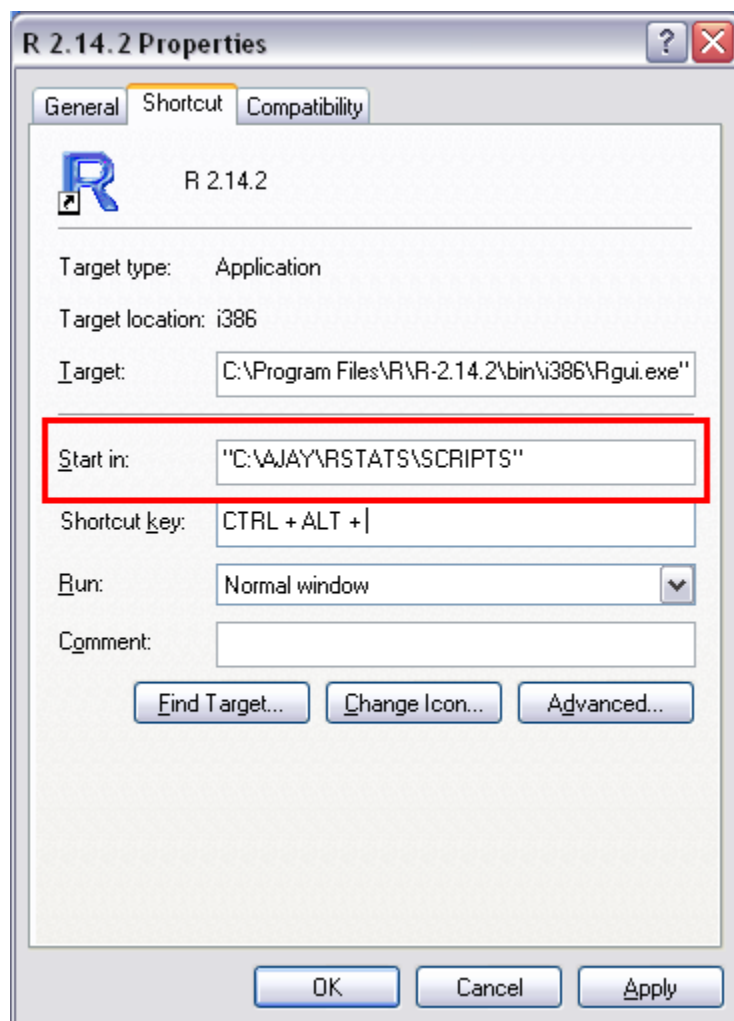 R 2.14.2 Properties
General Shortcut Compatibility
R 2.14.2
Target type: Application
Target location: i386
Target: C:\Program Files\R\R-2.14.2\bin\i386\Rgui.exe"
Start in: "C:\AJAY\RSTATS\SCRIPTS"
Shortcut key: CTRL + ALT +
Run: Normal window
Comment:
Find Target... Change Icon... Advanced...
OK Cancel Apply